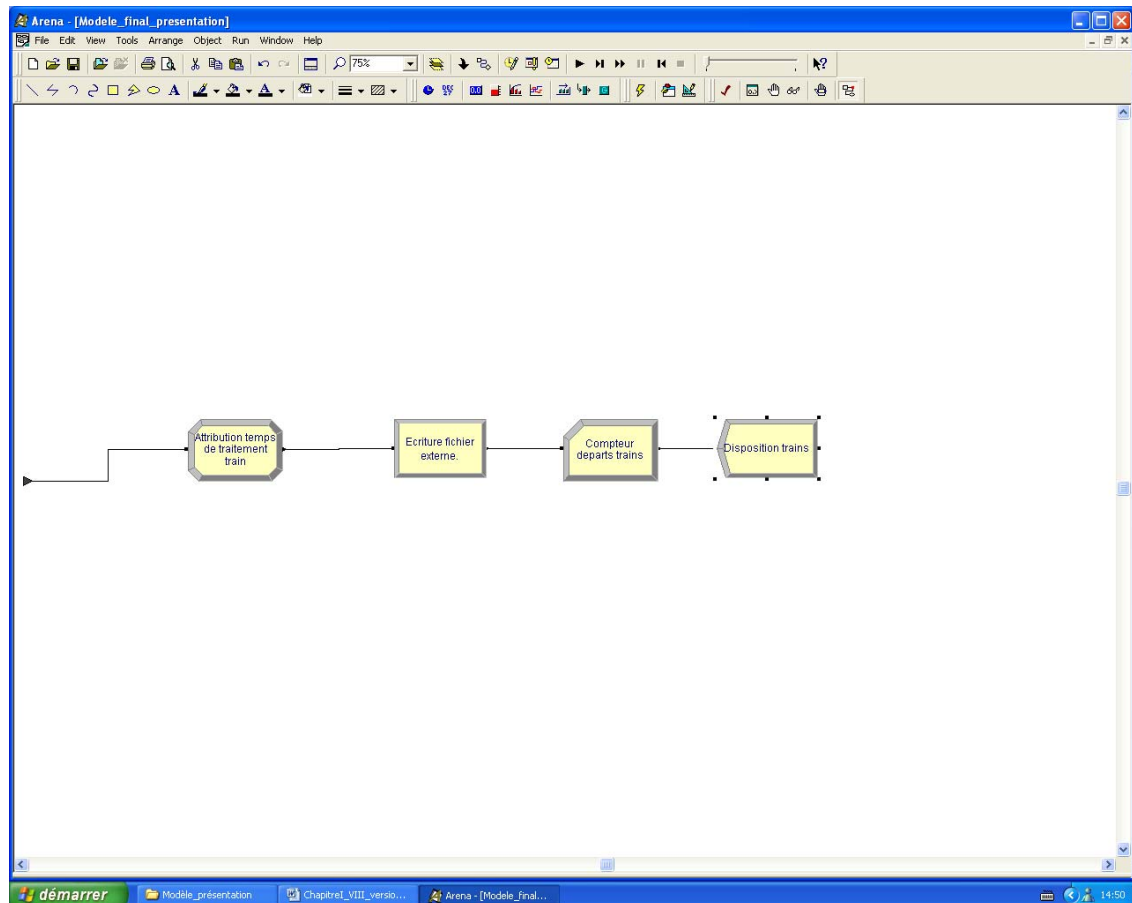 Arena - [Modele_final_presentation]
File Edit View Tools Arrange Object Run Window Help
75%
Attribution temps
de traitement
train
Ecriture fichier
externe.
Compteur
departs trains
Disposition trains
démarrer
Modèle_présentation
ChapitreI_VIII_versio...
Arena - [Modele_final...
14:50